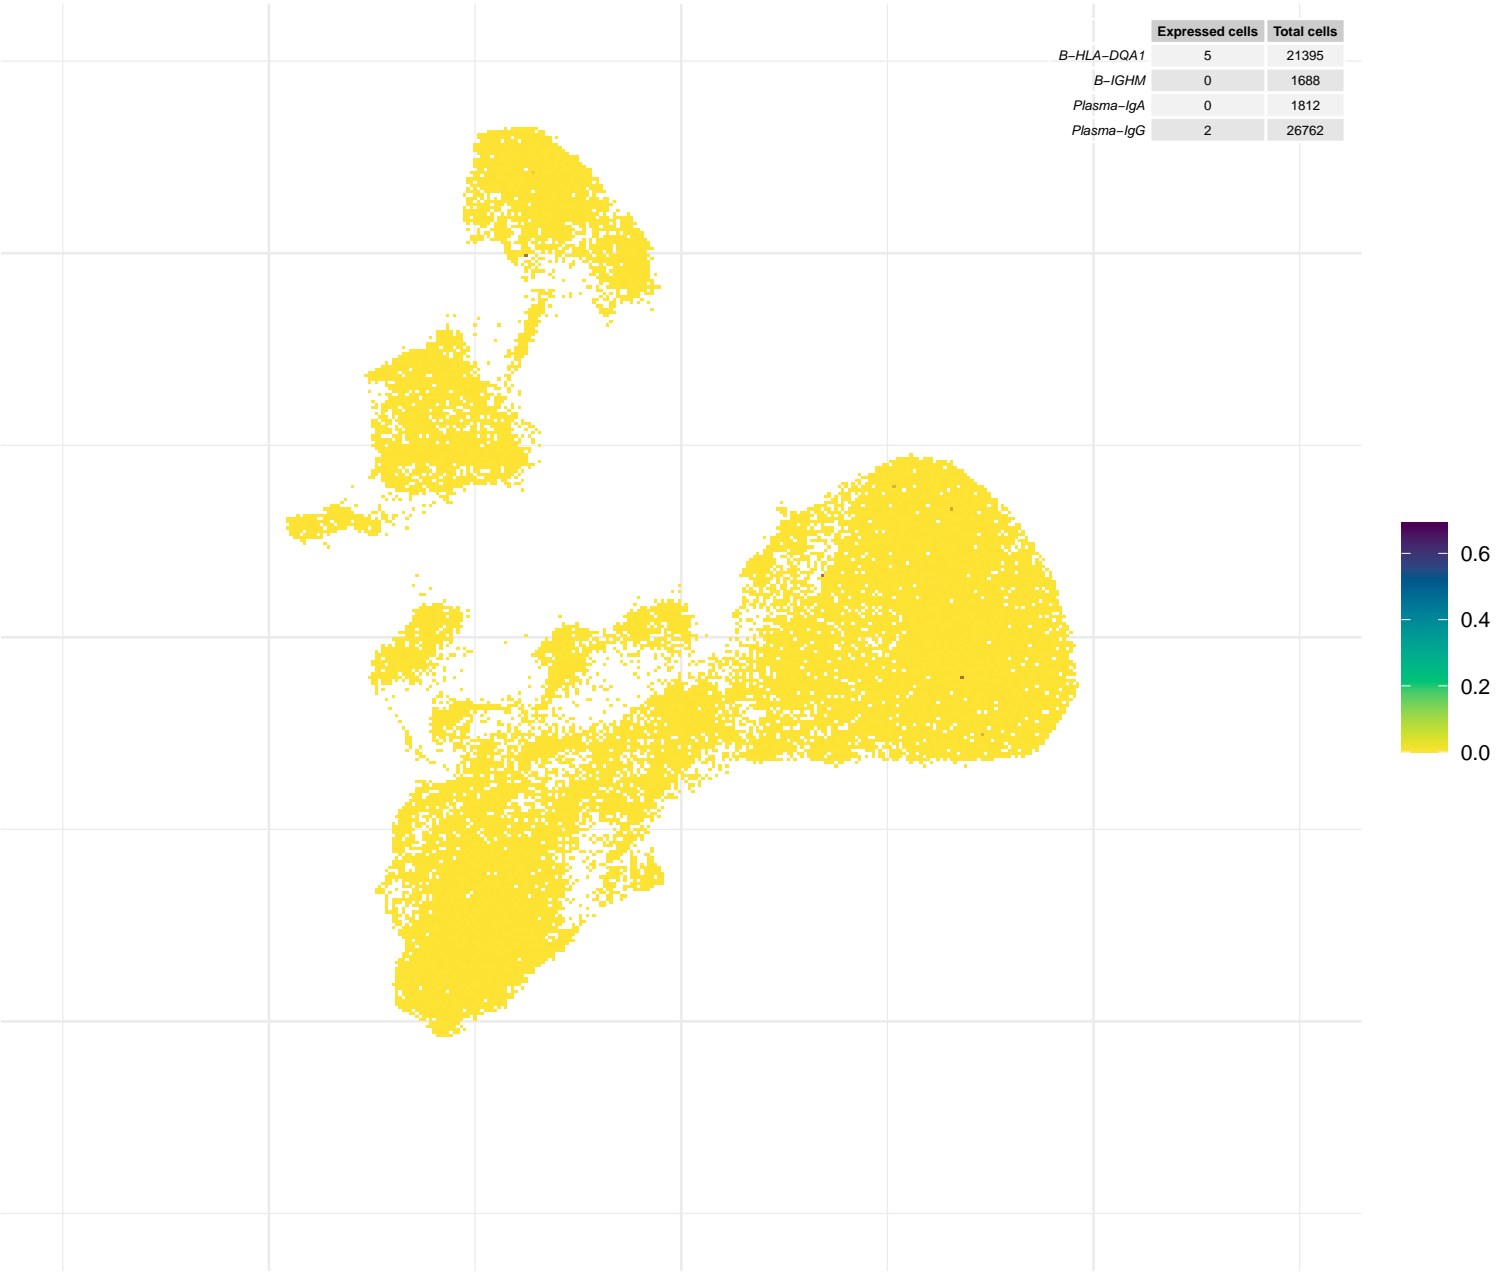 Expressed cells Total cells
B−HLA−DQA1 5 21395
B−IGHM 0 1688
Plasma−IgA 0 1812
Plasma−IgG 2 26762
0.6
0.4
0.2
0.0